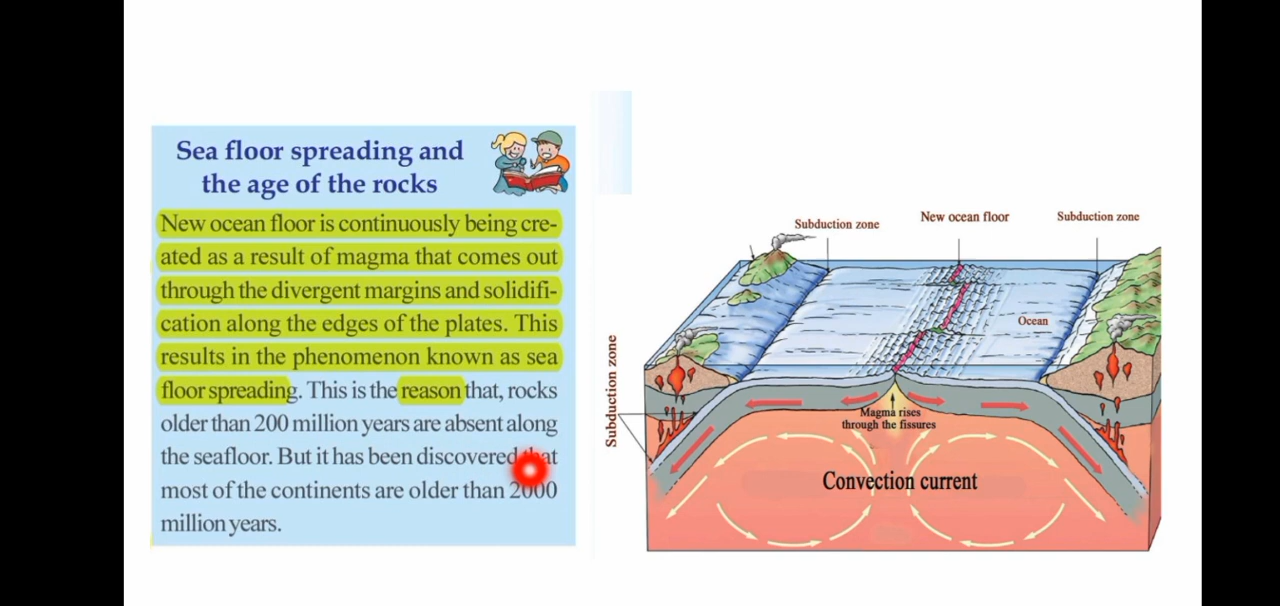 Sea floor spreading and
the age of the rocks
New ocean floor is continuously being cre-
ated as a result of magma that comes out
through the divergent margins and solidifi-
cation along the edges of the plates. This
results in the phenomenon known as sea
floor spreading. This is the reason that, rocks
older than 200 million years are absent along
the seafloor. But it has been discovered that
most of the continents are older than 2000
million years.
Subduction zone
New ocean floor
Subduction zone
Ocean
Subduction zone
Magma rises
through the fissures
Convection current